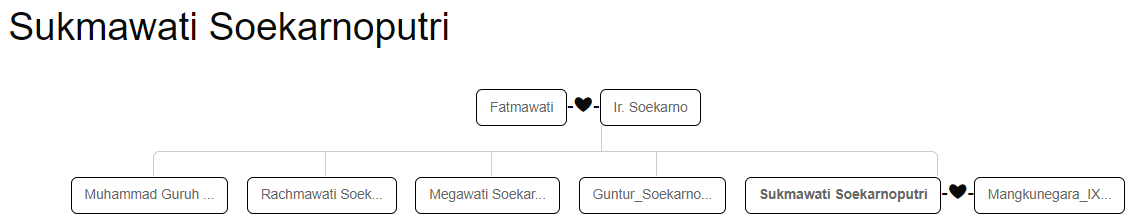 Sukmawati Soekarnoputri
Fatmawati
Ir. Soekarno
Muhammad Guruh ...
Rachmawati Soek...
Megawati Soekar...
Guntur_Soekarno...
Sukmawati Soekarnoputri
Mangkunegara_IX...